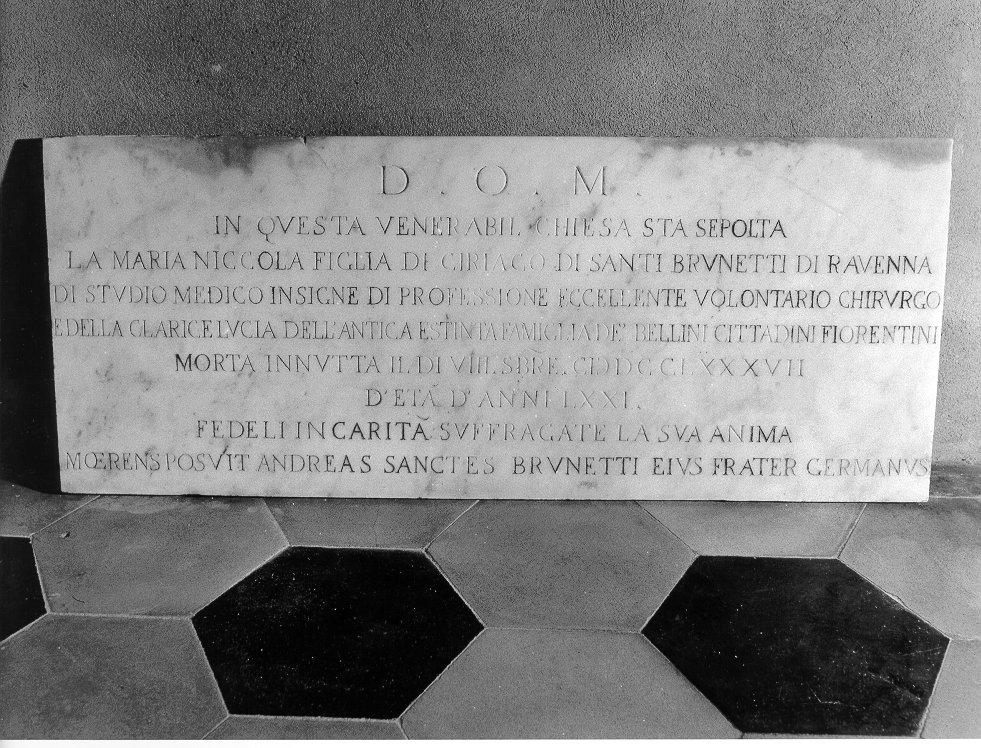 D . O . M .
IN QVESTA VENERABIL CHIESA STA SEPOLTA
LA MARIA NICCOLA FIGLIA DI CIRIACO DI SANTI BRVNETTI DI RAVENNA
DI STVDIO MEDICO INSIGNE DI PROFESSIONE ECCELLENTE VOLONTARIO CHIRVRGO
E DELLA CLARICE LVCIA DELL'ANTICA ESTINTA FAMIGLIA DE' BELLINI CITTADINI FIORENTINI
MORTA INNVTTA IL DI VIII. SBRE. CIDDCCLXXXVII
D'ETÀ D'ANNI LXXI.
FEDELI IN CARITÀ SVFFRAGATE LA SVA ANIMA
MŒRENS POSVIT ANDREAS SANCTES BRVNETTI EIVS FRATER GERMANVS